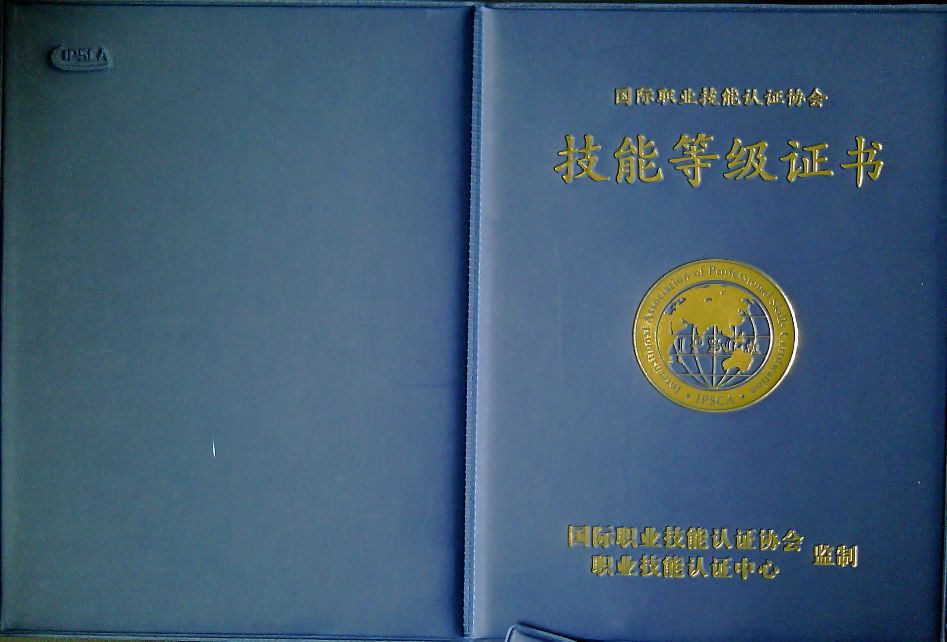 IPSCA
国际职业技能认证协会
技能等级证书
International Association of Professional Skills Certification
IPSCA
IPSCA
国际职业技能认证协会
职业技能认证中心
监制